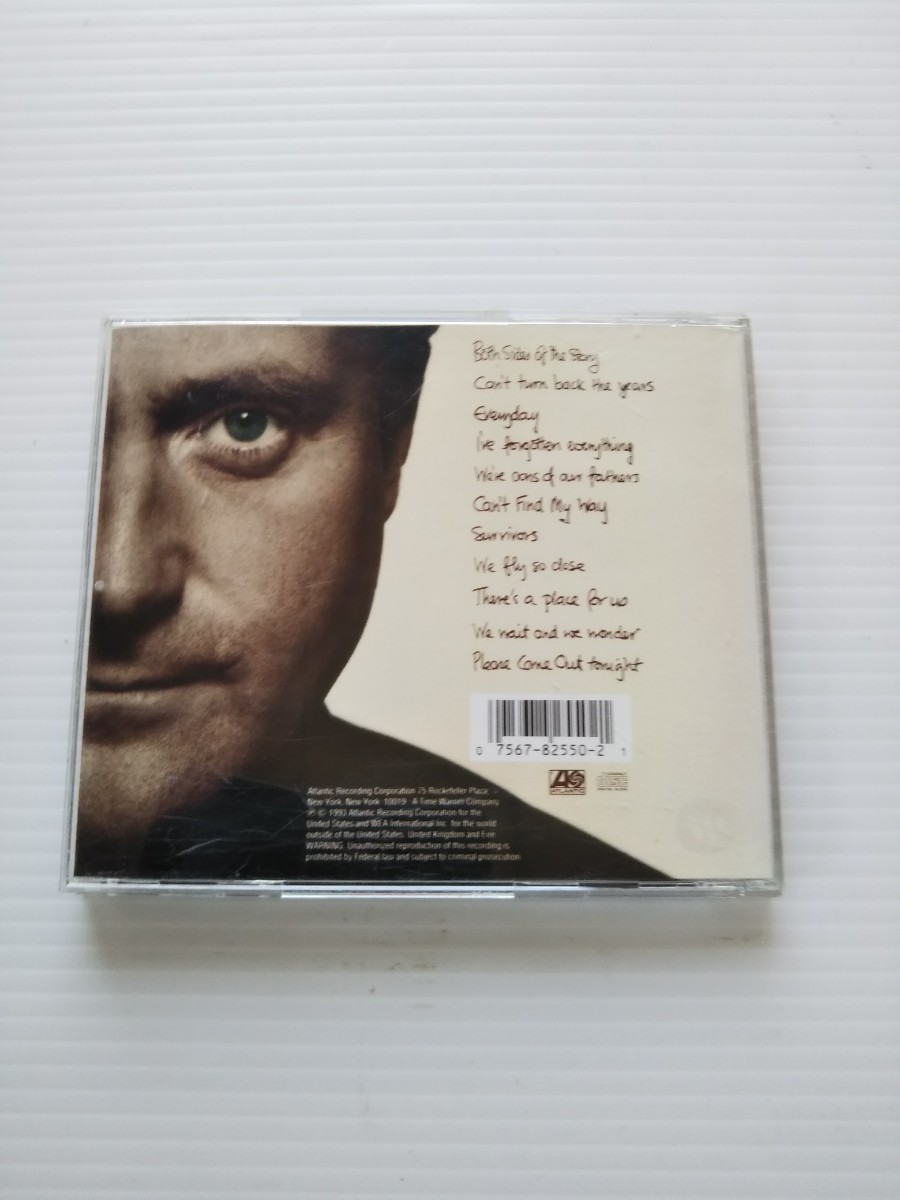 Both Sides Of the Story
Can't turn back the years
Everyday
I've forgotten everything
We're sons of our fathers
Can't Find My Way
Survivors
We fly so close
There's a place for us
We wait and we wonder
Please Come Out tonight
0 7567-82550-2 1
ATLANTIC
Atlantic Recording Corporation 75 Rockefeller Plaza
New York, New York 10019 A Time Warner Company
℗ © 1993 Atlantic Recording Corporation for the
United States and WEA International Inc. for the world
outside of the United States, United Kingdom and Eire
WARNING: Unauthorized reproduction of this recording is
prohibited by Federal law and subject to criminal prosecution